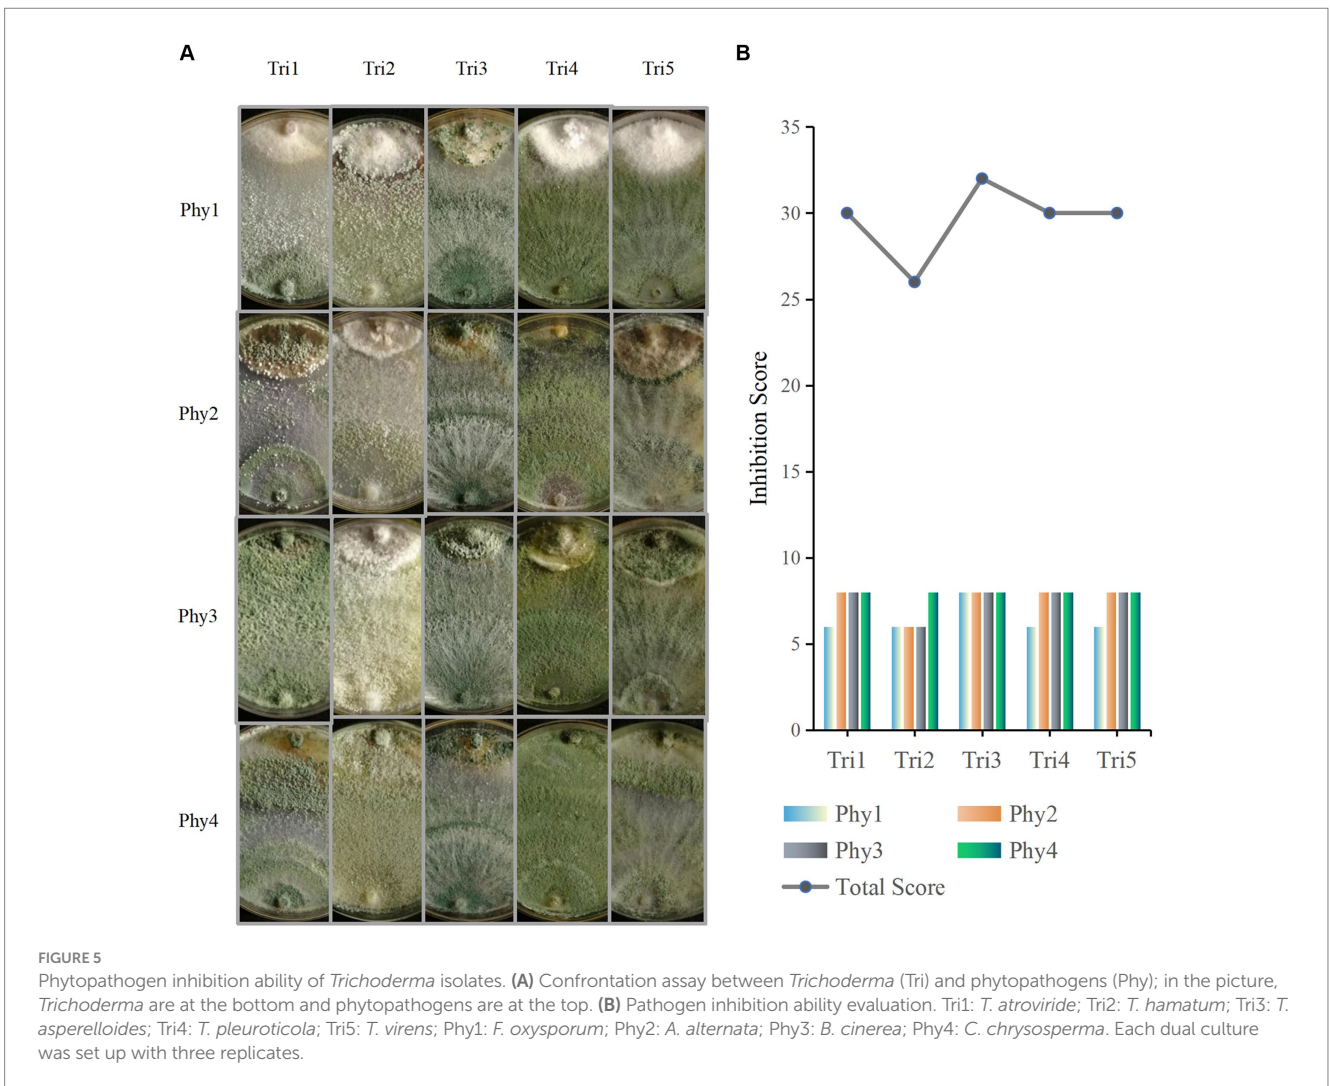 A
Tri1 Tri2 Tri3 Tri4 Tri5
Phy1
Phy2
Phy3
Phy4
B
35
30
25
20
15
10
5
0
Inhibition Score
Tri1 Tri2 Tri3 Tri4 Tri5
Phy1 Phy2
Phy3 Phy4
Total Score
FIGURE 5
Phytopathogen inhibition ability of Trichoderma isolates. (A) Confrontation assay between Trichoderma (Tri) and phytopathogens (Phy); in the picture,
Trichoderma are at the bottom and phytopathogens are at the top. (B) Pathogen inhibition ability evaluation. Tri1: T. atroviride; Tri2: T. hamatum; Tri3: T.
asperelloides; Tri4: T. pleuroticola; Tri5: T. virens; Phy1: F. oxysporum; Phy2: A. alternata; Phy3: B. cinerea; Phy4: C. chrysosperma. Each dual culture
was set up with three replicates.